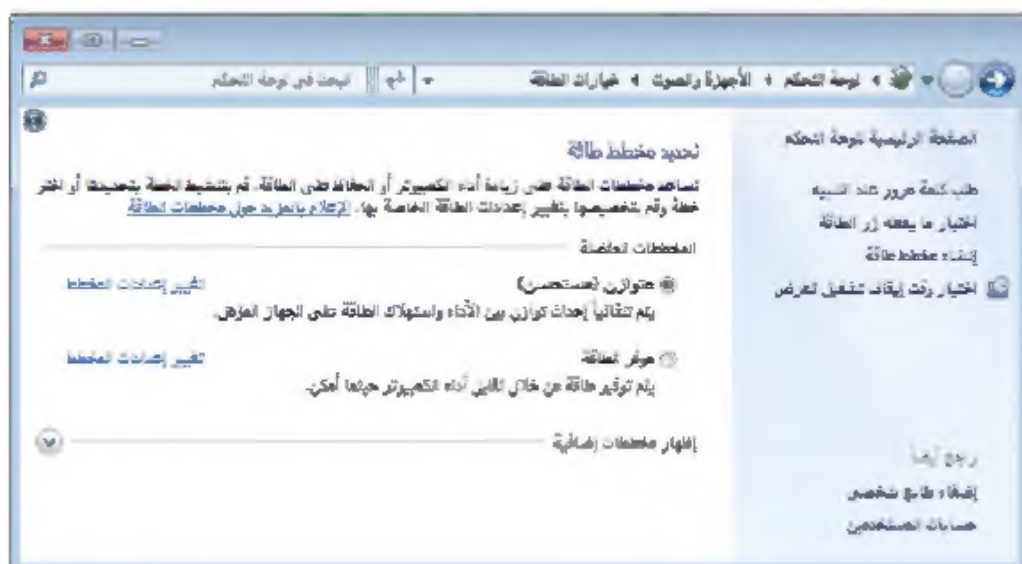 لوحة التحكم
الأجهزة والصوت
خيارات الطاقة
البحث في لوحة التحكم
الصفحة الرئيسية للوحة التحكم
طلب كلمة مرور عند التنبيه
اختيار ما يفعله زر الطاقة
إنشاء مخطط طاقة
اختيار وقت إيقاف تشغيل العرض
راجع أيضاً
إضفاء طابع شخصي
حسابات المستخدمين
تحديد مخطط طاقة
تساعد مخططات الطاقة على زيادة أداء الكمبيوتر أو الحفاظ على الطاقة. قم بتنشيط الخطة بتحديدها أو اختر
خطة وقم بتخصيصها بتغيير إعدادات الطاقة الخاصة بها. الإعلام بالمزيد حول مخططات الطاقة
المخططات المفضلة
متوازن (مستحسن)
تغيير إعدادات المخطط
يتم تلقائياً إحداث توازن بين الأداء واستهلاك الطاقة على الجهاز المؤهل.
موفر الطاقة
تغيير إعدادات المخطط
يتم توفير طاقة من خلال تقليل أداء الكمبيوتر حيثما أمكن.
إظهار مخططات إضافية